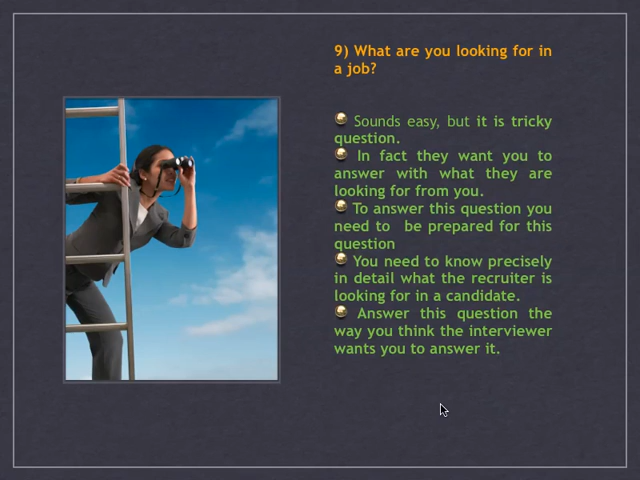 9) What are you looking for in
a job?
Sounds easy, but it is tricky
question.
In fact they want you to
answer with what they are
looking for from you.
To answer this question you
need to be prepared for this
question
You need to know precisely
in detail what the recruiter is
looking for in a candidate.
Answer this question the
way you think the interviewer
wants you to answer it.